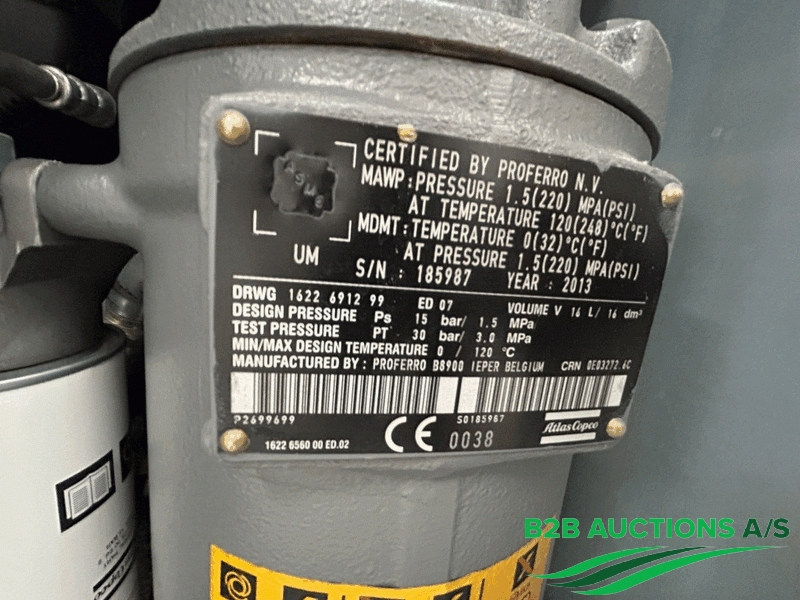 CERTIFIED BY PROFERRO N.V.
MAWP: PRESSURE 1.5(220) MPA(PSI)
AT TEMPERATURE 120(248)°C(°F)
MDMT: TEMPERATURE 0(32)°C(°F)
AT PRESSURE 1.5(220) MPA(PSI)
UM
S/N : 185987 YEAR : 2013
DRWG 1622 6912 99 ED 07 VOLUME V 16 L/ 16 dm³
DESIGN PRESSURE Ps 15 bar/ 1.5 MPa
TEST PRESSURE PT 30 bar/ 3.0 MPa
MIN/MAX DESIGN TEMPERATURE 0 / 120 °C
MANUFACTURED BY : PROFERRO B8900 IEPER BELGIUM CRN 0E03272.6C
P2699699 S0185987
1622 6560 00 ED.02 CE 0038 Atlas Copco
B2B AUCTIONS A/S